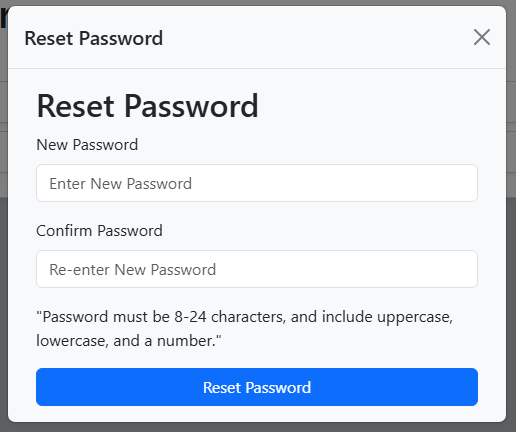 Reset Password
Reset Password
New Password
Enter New Password
Confirm Password
Re-enter New Password
"Password must be 8-24 characters, and include uppercase,
lowercase, and a number."
Reset Password